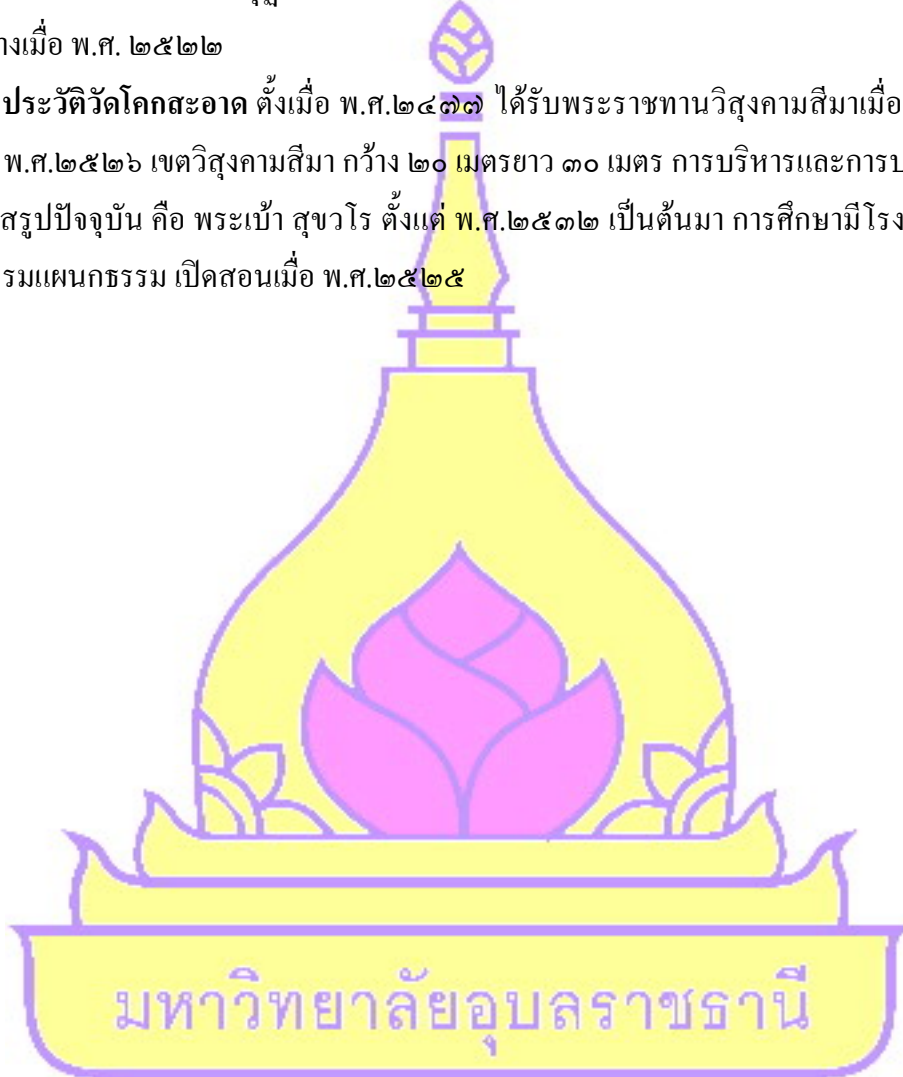 างเมื่อ พ.ศ. ๒๕๒๒
ประวัติวัดโคกสะอาด ตั้งเมื่อ พ.ศ.๒๔๗๗ ได้รับพระราชทานวิสุงคามสีมาเมื่อ
พ.ศ.๒๕๒๖ เขตวิสุงคามสีมา กว้าง ๒๐ เมตรยาว ๓๐ เมตร การบริหารและการป
สรูปปัจจุบัน คือ พระเบ้า สุขวโร ตั้งแต่ พ.ศ.๒๕๓๒ เป็นต้นมา การศึกษามีโรง
รมแผนกธรรม เปิดสอนเมื่อ พ.ศ.๒๕๒๕
มหาวิทยาลัยอุบลราชธานี